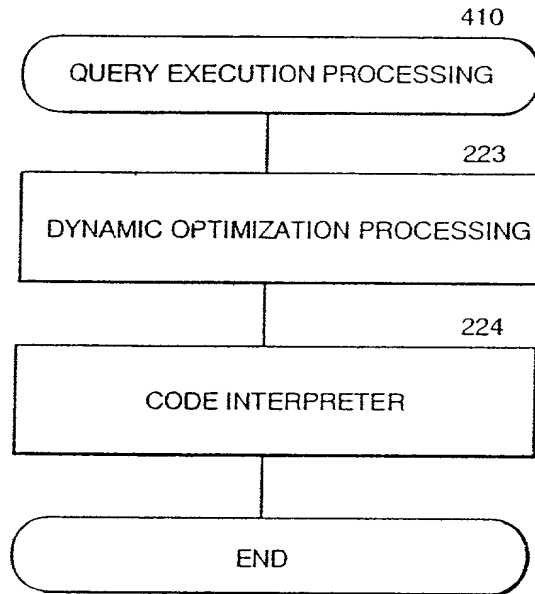 410
QUERY EXECUTION PROCESSING
223
DYNAMIC OPTIMIZATION PROCESSING
224
CODE INTERPRETER
END